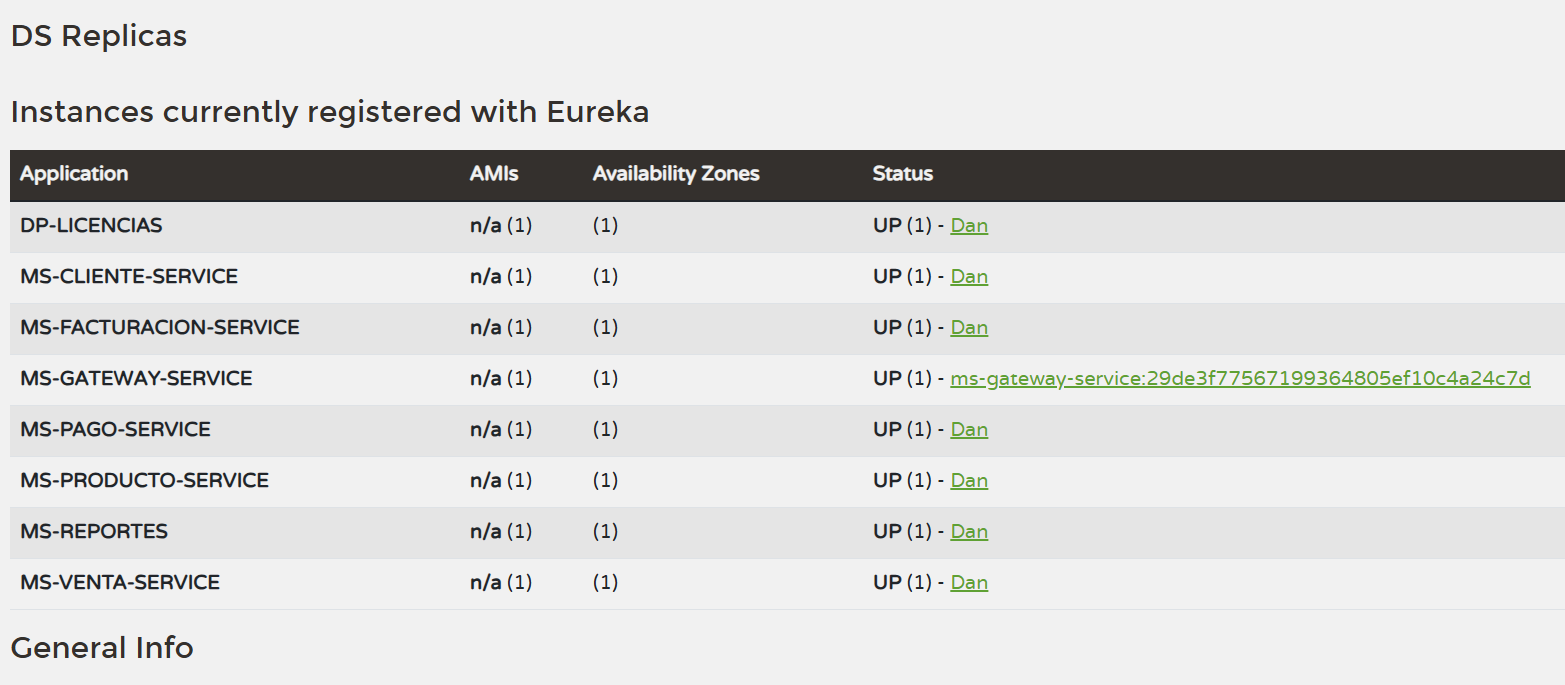 DS Replicas
Instances currently registered with Eureka
Application AMIs Availability Zones Status
DP-LICENCIAS n/a (1) (1) UP (1) - Dan
MS-CLIENTE-SERVICE n/a (1) (1) UP (1) - Dan
MS-FACTURACION-SERVICE n/a (1) (1) UP (1) - Dan
MS-GATEWAY-SERVICE n/a (1) (1) UP (1) - ms-gateway-service:29de3f77567199364805ef10c4a24c7d
MS-PAGO-SERVICE n/a (1) (1) UP (1) - Dan
MS-PRODUCTO-SERVICE n/a (1) (1) UP (1) - Dan
MS-REPORTES n/a (1) (1) UP (1) - Dan
MS-VENTA-SERVICE n/a (1) (1) UP (1) - Dan
General Info